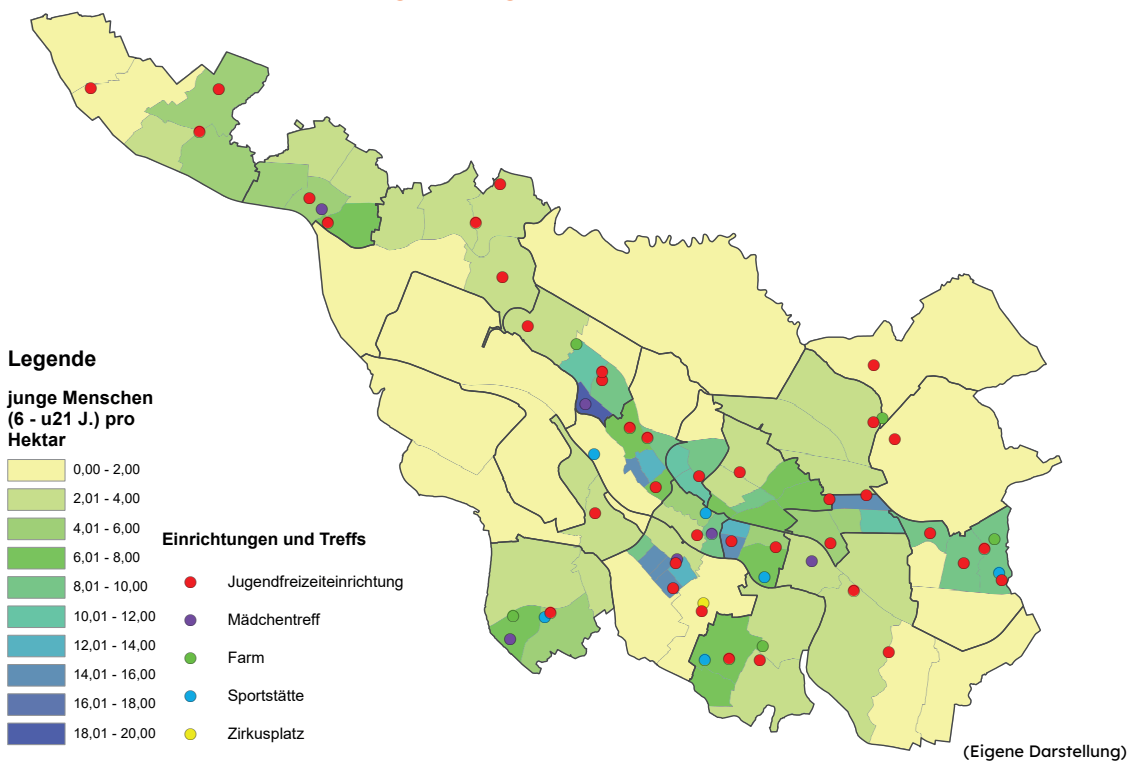 Legende
junge Menschen
(6 - u21 J.) pro
Hektar
0,00 - 2,00
2,01 - 4,00
4,01 - 6,00
6,01 - 8,00
8,01 - 10,00
10,01 - 12,00
12,01 - 14,00
14,01 - 16,00
16,01 - 18,00
18,01 - 20,00
Einrichtungen und Treffs
Jugendfreizeiteinrichtung
Mädchentreff
Farm
Sportstätte
Zirkusplatz
(Eigene Darstellung)